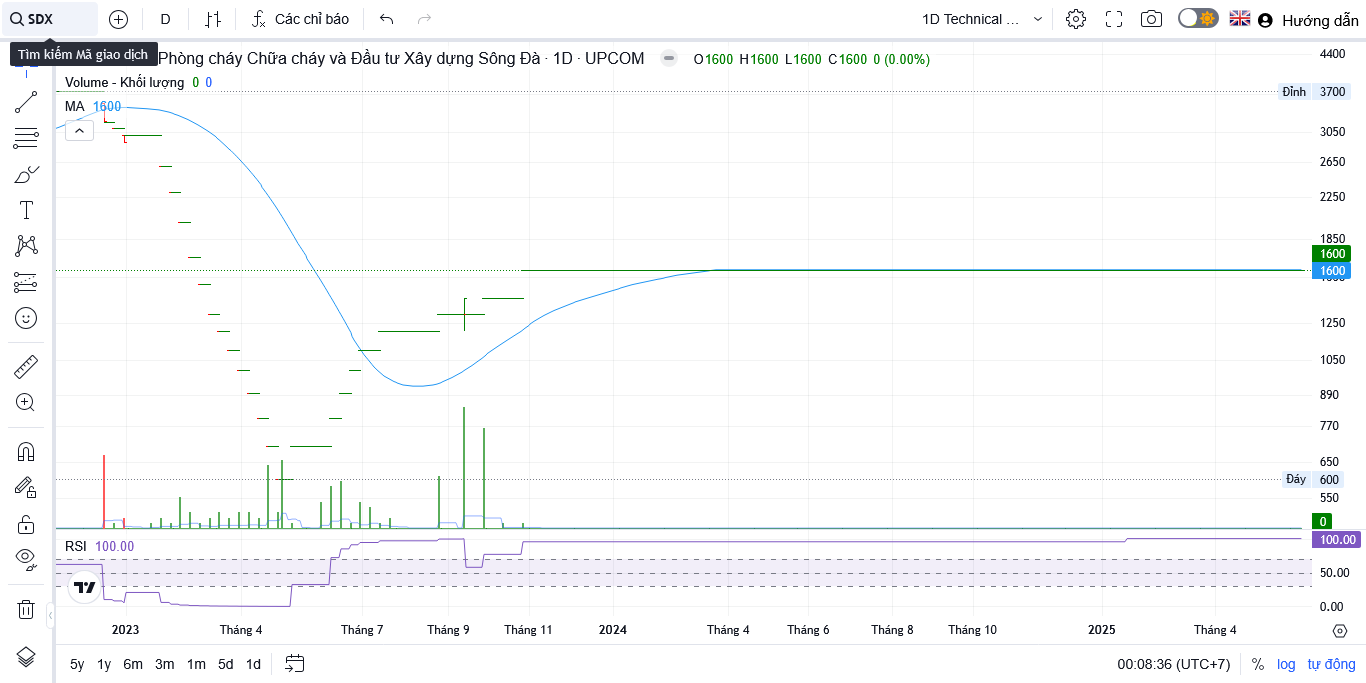 SDX
D
Các chỉ báo
1D Technical ...
Hướng dẫn
Tìm kiếm Mã giao dịch
Phòng cháy Chữa cháy và Đầu tư Xây dựng Sông Đà · 1D · UPCOM
O1600 H1600 L1600 C1600 0 (0.00%)
Volume - Khối lượng 0 0
MA 1600
4400
Đỉnh 3700
3050
2650
2250
1850
1600
1600
1250
1050
890
770
650
Đáy 600
550
0
RSI 100.00
100.00
50.00
0.00
2023 Tháng 4 Tháng 7 Tháng 9 Tháng 11 2024 Tháng 4 Tháng 6 Tháng 8 Tháng 10 2025 Tháng 4
5y 1y 6m 3m 1m 5d 1d
00:08:36 (UTC+7) % log tự động